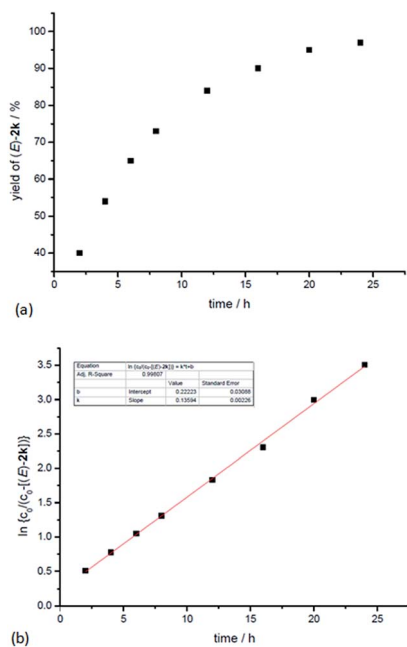 100
90
80
70
60
50
40
yield of (E)-2k / %
0 5 10 15 20 25
time / h
(a)
Equation ln {c₀/(c₀-[(E)-2k])} = k*t+b
Adj. R-Square 0.99807
Value Standard Error
b Intercept 0.22223 0.03088
k Slope 0.13594 0.00226
3.5
3.0
2.5
2.0
1.5
1.0
0.5
0.0
ln {c₀/(c₀-[(E)-2k])}
0 5 10 15 20 25
time / h
(b)